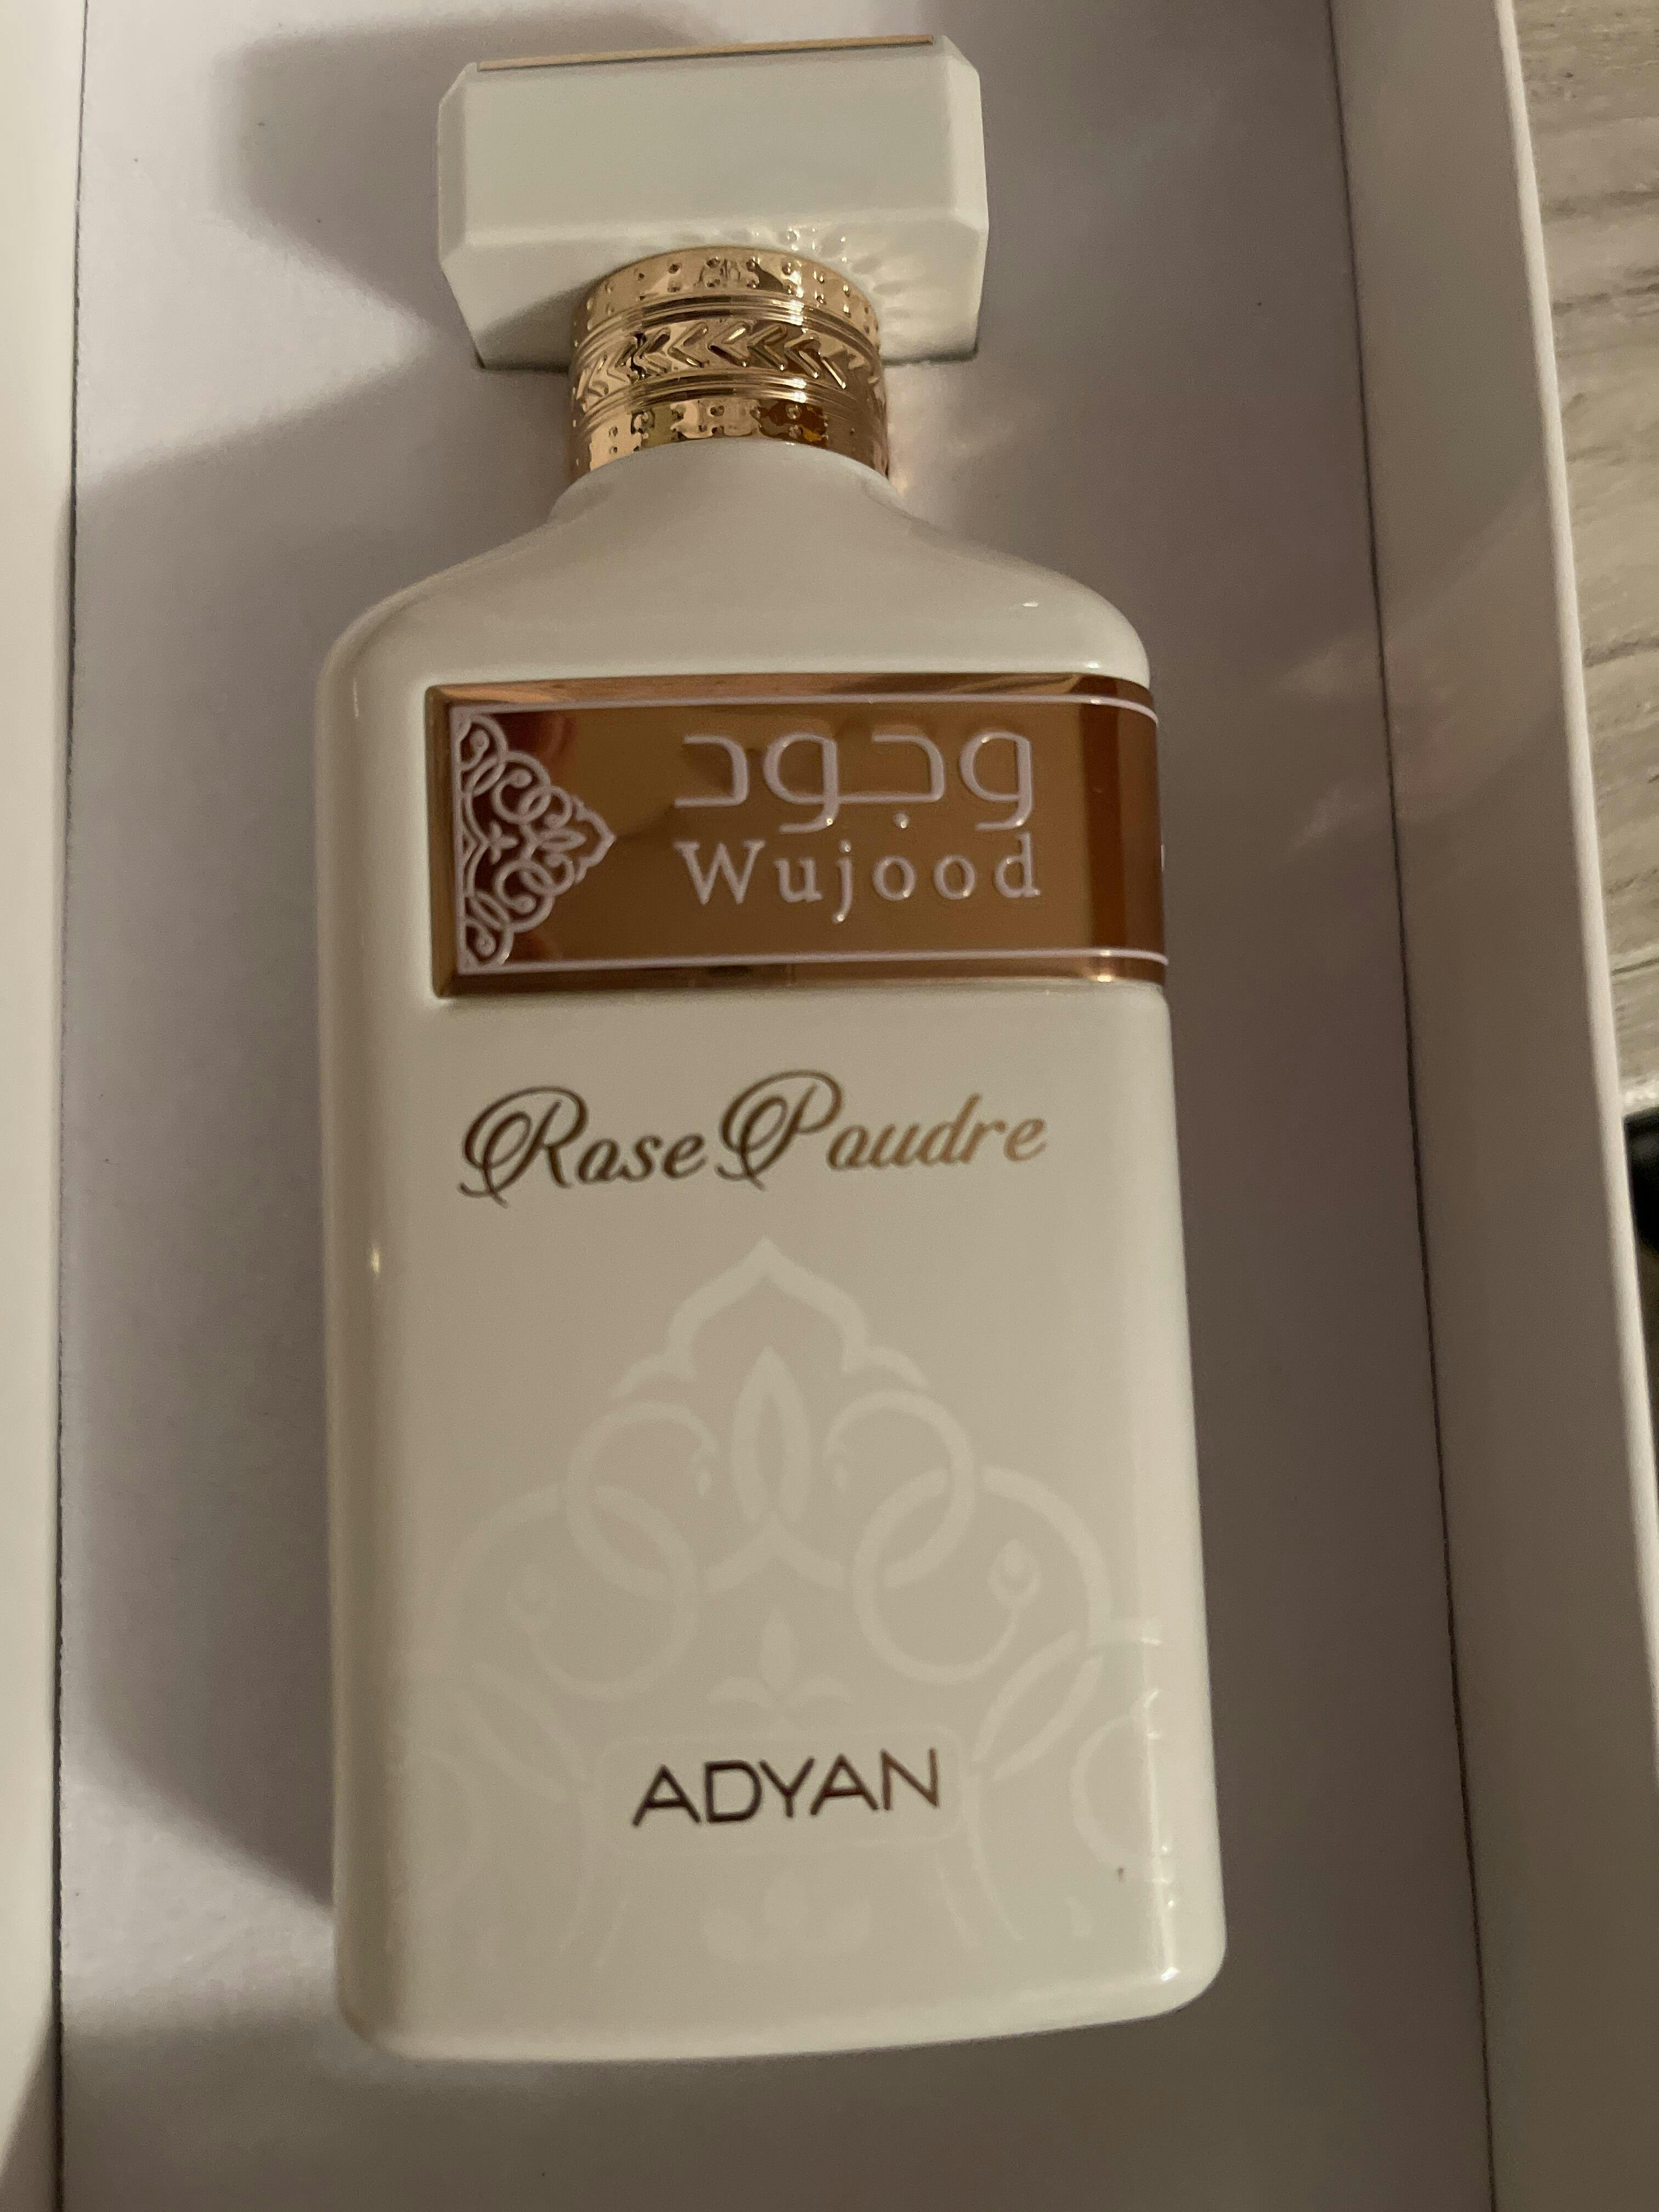 وجود
Wujood
Rose Poudre
ADYAN